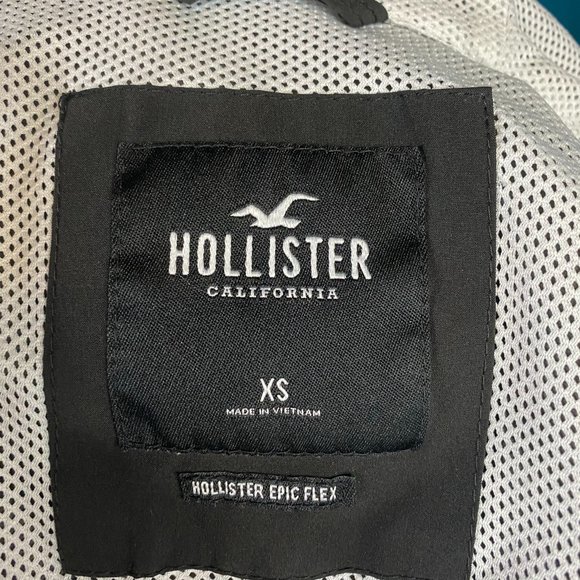 HOLLISTER
CALIFORNIA
XS
MADE IN VIETNAM
HOLLISTER EPIC FLEX